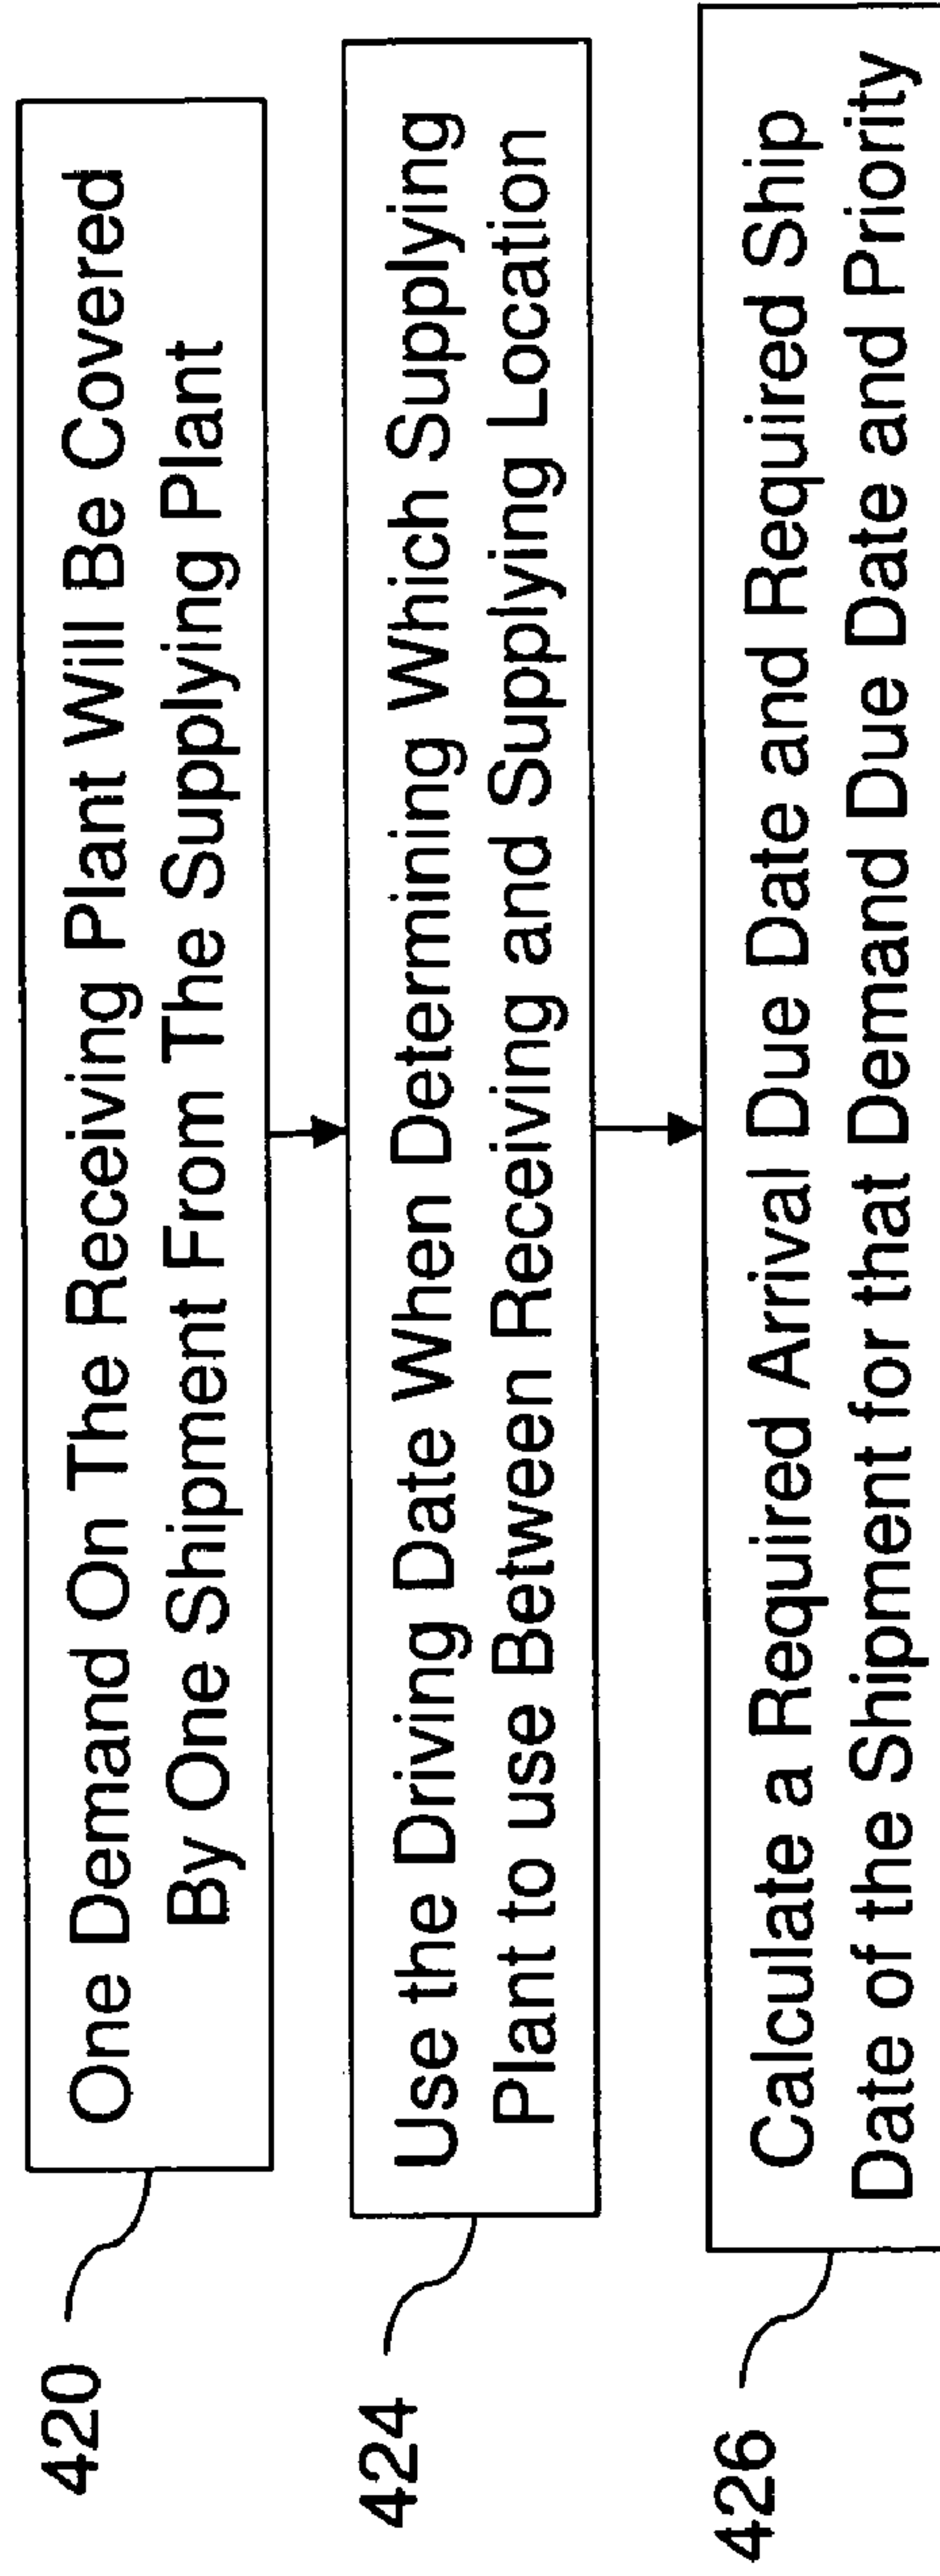 420
One Demand On The Receiving Plant Will Be Covered
By One Shipment From The Supplying Plant
424
Use the Driving Date When Determining Which Supplying
Plant to use Between Receiving and Supplying Location
426
Calculate a Required Arrival Due Date and Required Ship
Date of the Shipment for that Demand Due Date and Priority